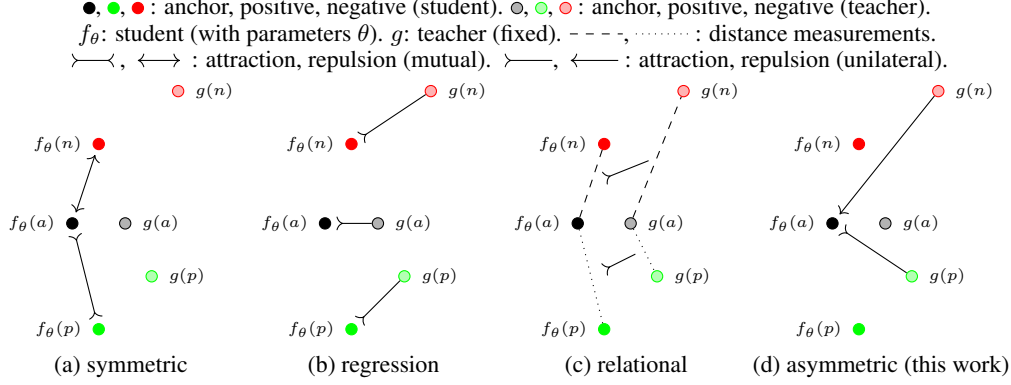 ●, ●, ● : anchor, positive, negative (student). ●, ●, ● : anchor, positive, negative (teacher).
fθ: student (with parameters θ). g: teacher (fixed). - - - -, ········ : distance measurements.
>—<, ↔ : attraction, repulsion (mutual). >—, ← : attraction, repulsion (unilateral).
g(n)
fθ(n)
fθ(a)
g(a)
g(p)
fθ(p)
(a) symmetric
g(n)
fθ(n)
fθ(a)
g(a)
g(p)
fθ(p)
(b) regression
g(n)
fθ(n)
fθ(a)
g(a)
g(p)
fθ(p)
(c) relational
g(n)
fθ(n)
fθ(a)
g(a)
g(p)
fθ(p)
(d) asymmetric (this work)